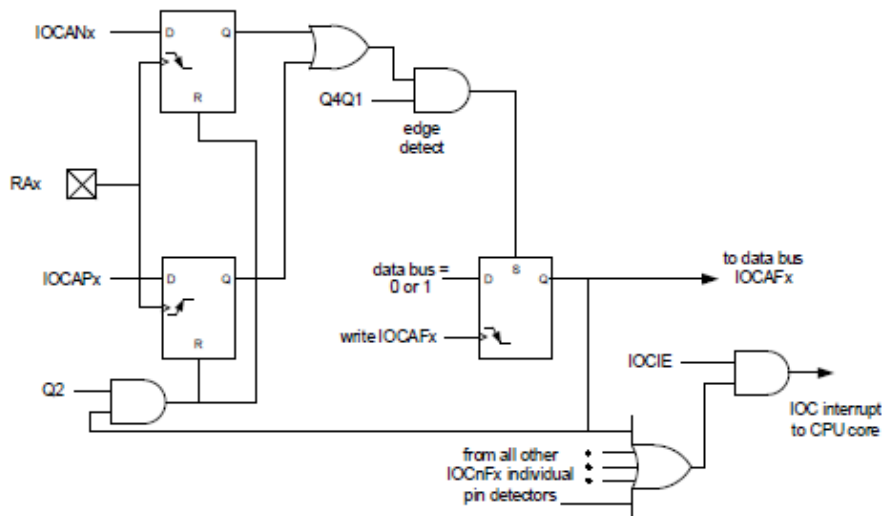 IOCANx
D
Q
R
Q4Q1
edge
detect
RAx
IOCAPx
D
Q
R
data bus =
0 or 1
D
S
Q
to data bus
IOCAFx
write IOCAFx
IOCIE
Q2
IOC interrupt
to CPU core
from all other
IOCnFx individual
pin detectors